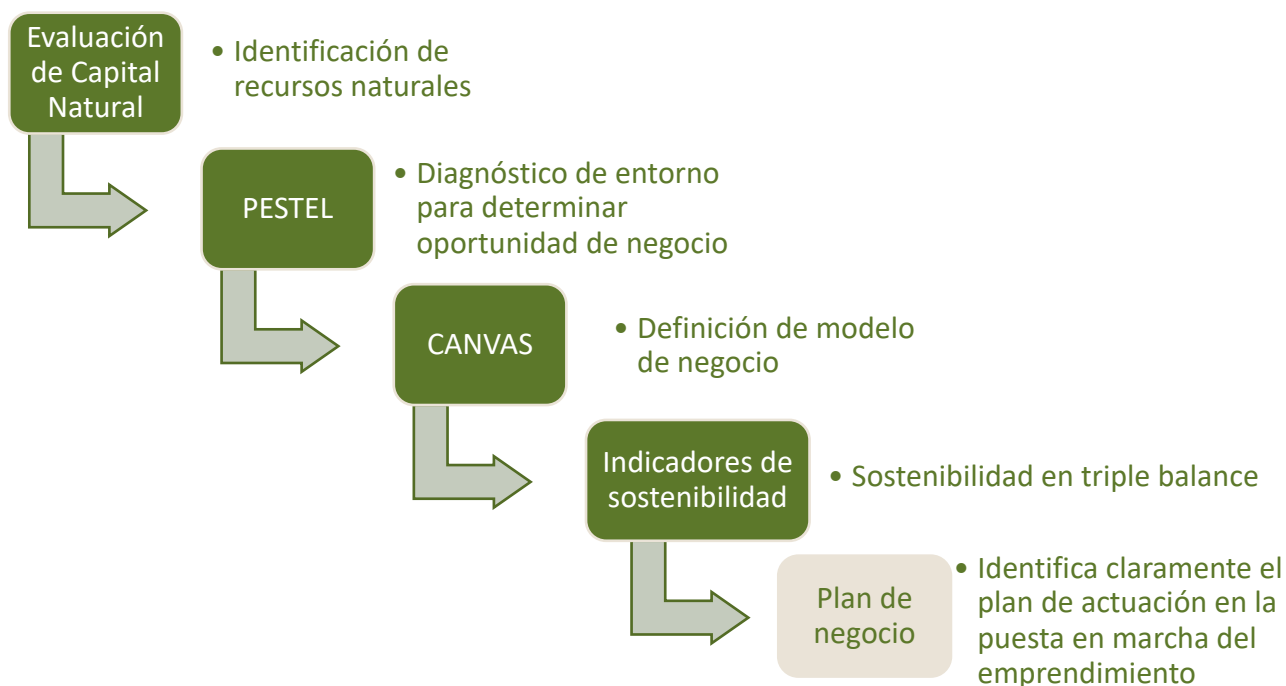 Evaluación
de Capital
Natural
• Identificación de
recursos naturales
PESTEL
• Diagnóstico de entorno
para determinar
oportunidad de negocio
CANVAS
• Definición de modelo
de negocio
Indicadores de
sostenibilidad
• Sostenibilidad en triple balance
Plan de
negocio
• Identifica claramente el
plan de actuación en la
puesta en marcha del
emprendimiento